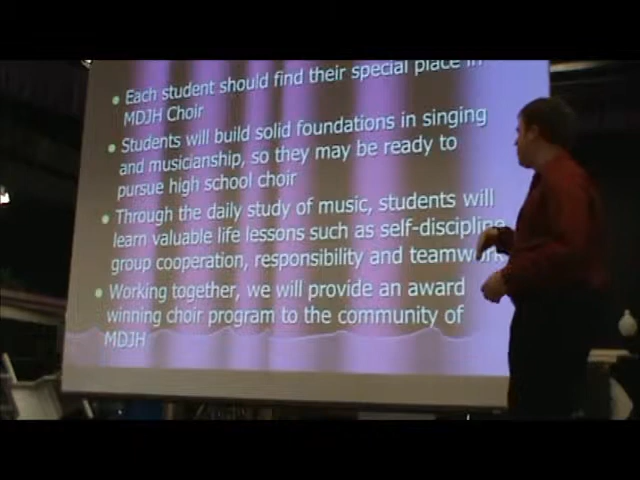 Each student should find their special place in
MDJH Choir
Students will build solid foundations in singing
and musicianship, so they may be ready to
pursue high school choir
Through the daily study of music, students will
learn valuable life lessons such as self-discipline
group cooperation, responsibility and teamwork
Working together, we will provide an award
winning choir program to the community of
MDJH